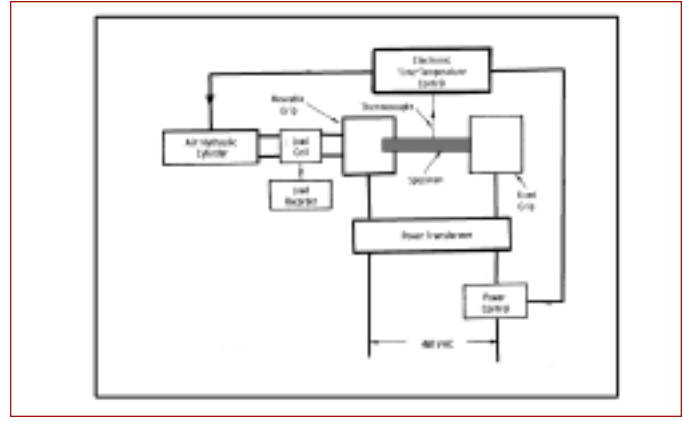 Electronic
Time-Temperature
Control
Movable
Grip
Thermocouple
Air-Hydraulic
Cylinder
Load
Cell
Specimen
Load
Recorder
Fixed
Grip
Power Transformer
Power
Control